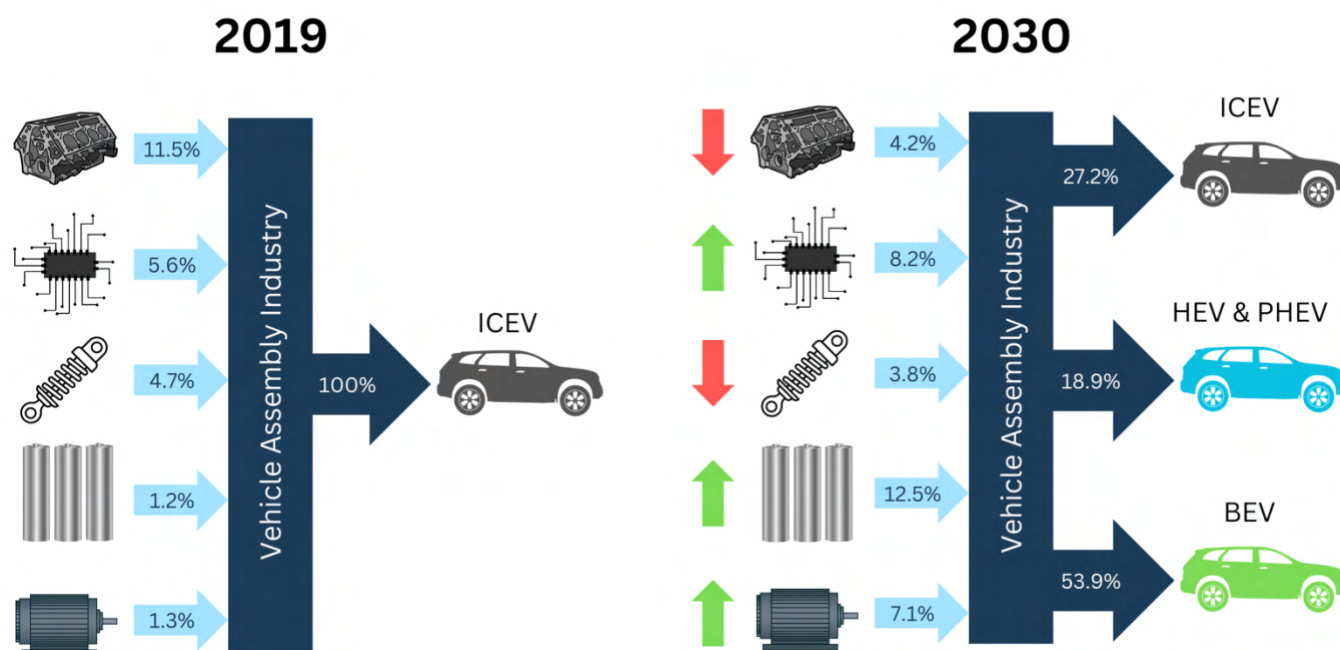 2019
11.5%
5.6%
4.7%
1.2%
1.3%
Vehicle Assembly Industry
100%
ICEV
2030
4.2%
8.2%
3.8%
12.5%
7.1%
Vehicle Assembly Industry
27.2%
ICEV
18.9%
HEV & PHEV
53.9%
BEV